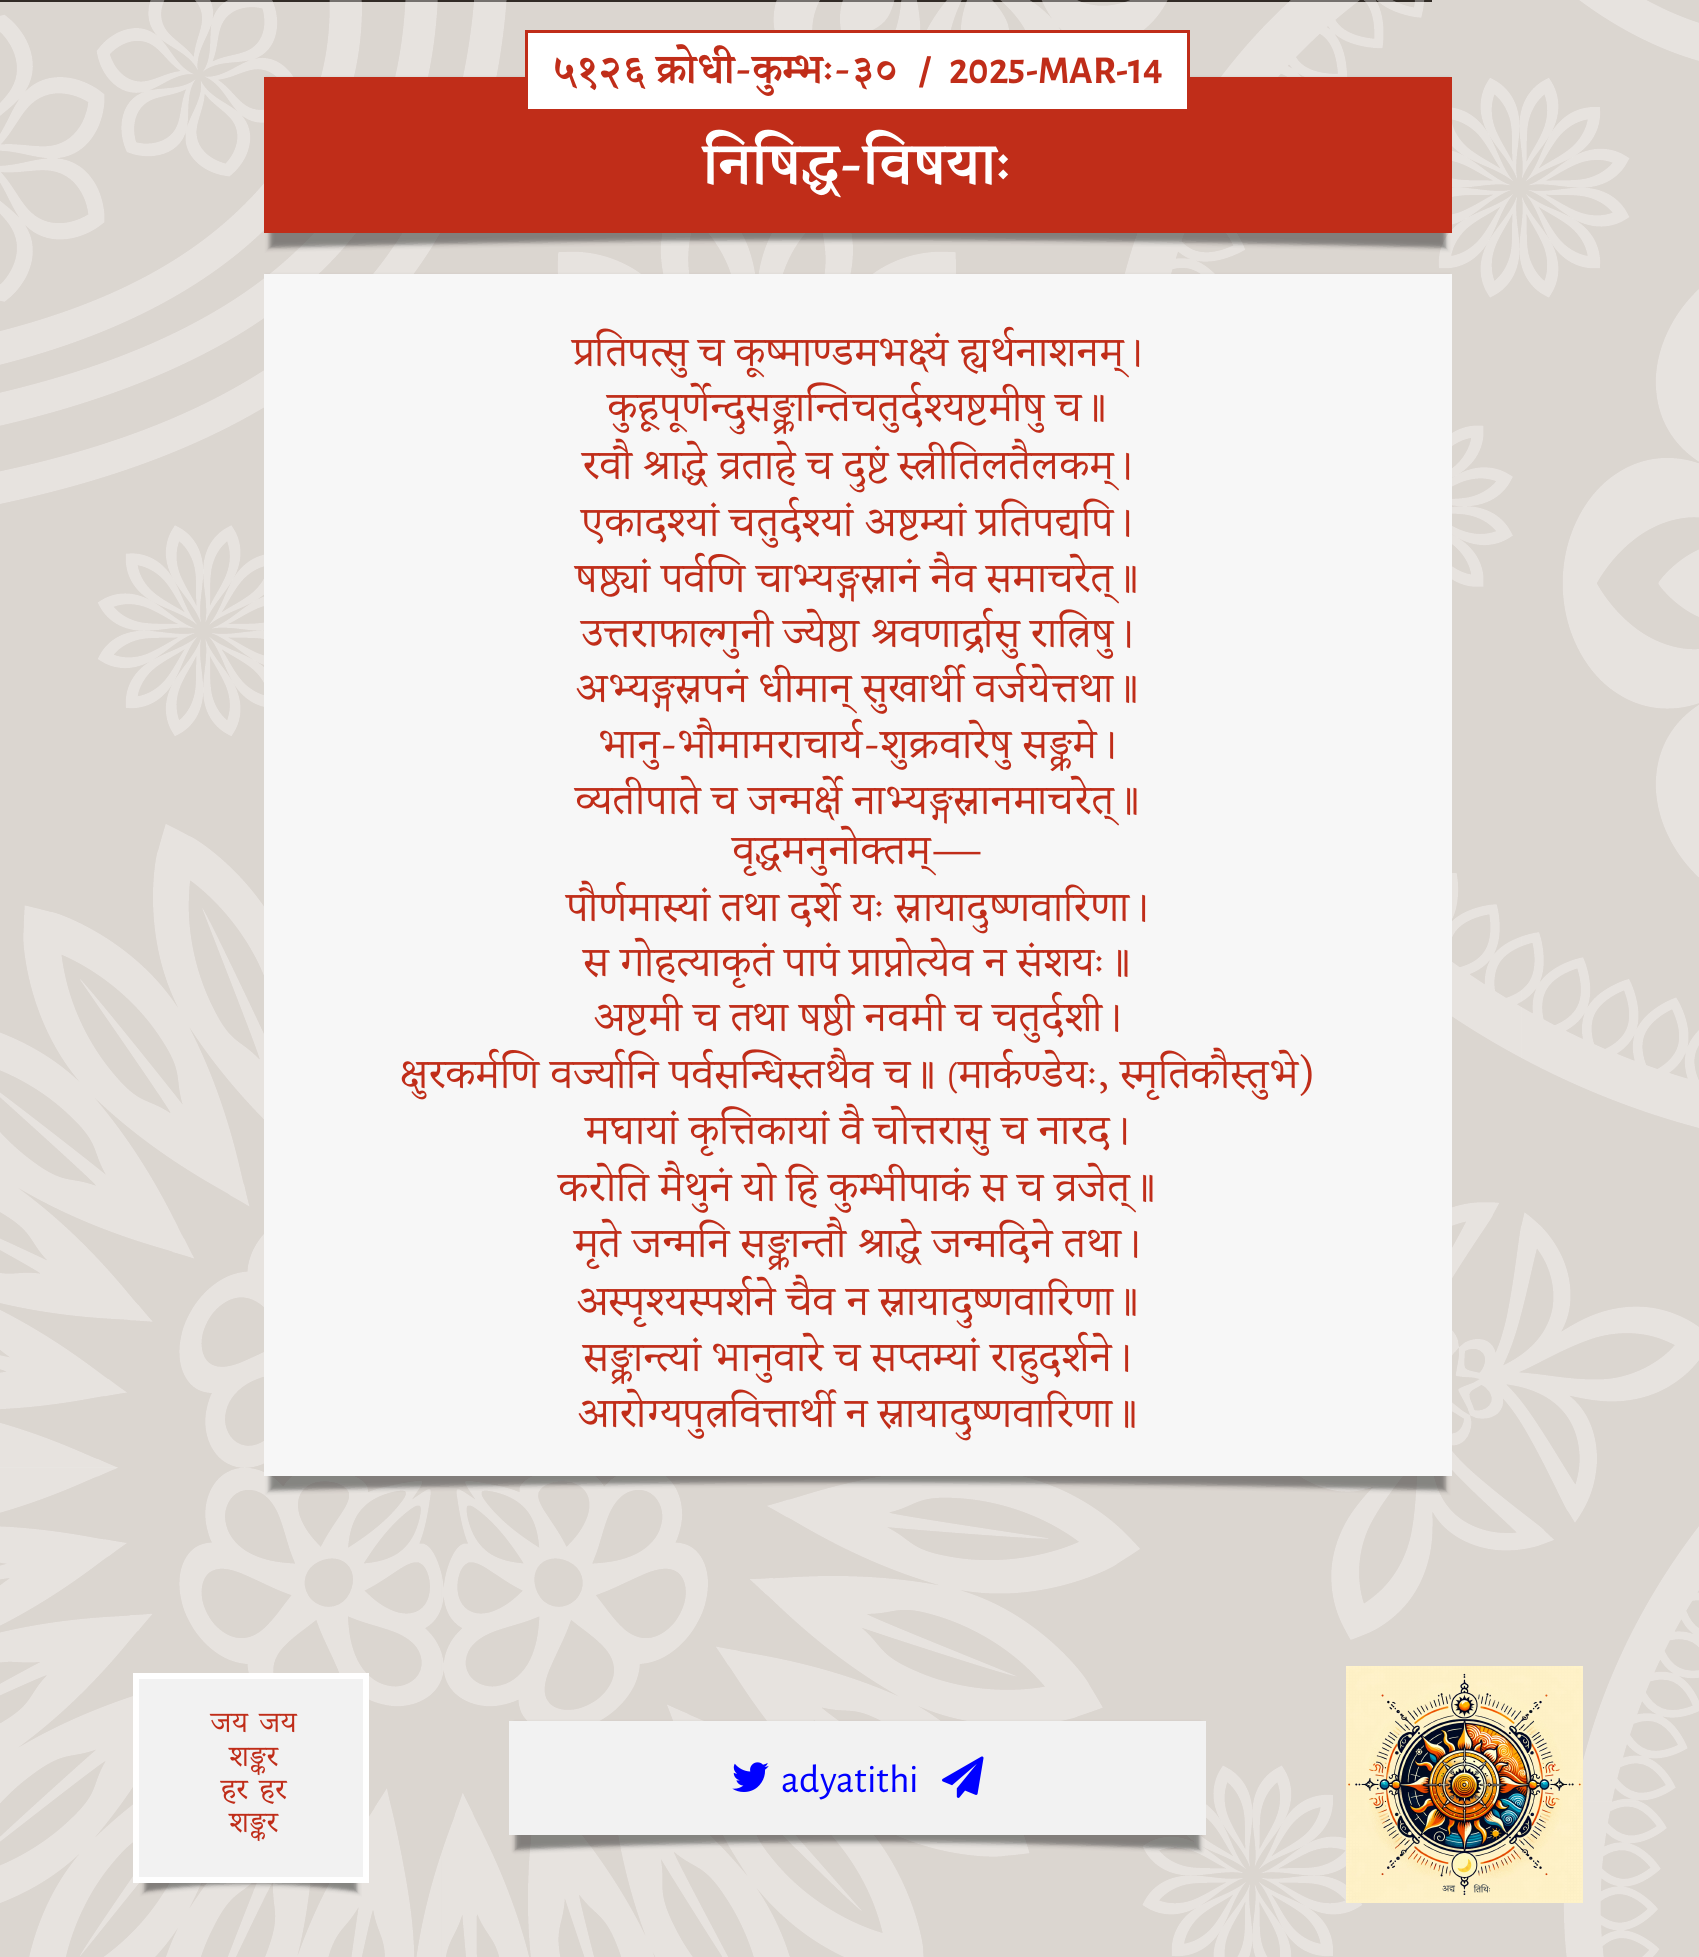 ५१२६ क्रोधी-कुम्भः-३० / 2025-MAR-14
निषिद्ध-विषयाः
प्रतिपत्सु च कूष्माण्डमभक्ष्यं ह्यर्थनाशनम्।
कुहूपूर्णेन्दुसङ्क्रान्तिचतुर्दश्यष्टमीषु च॥
रवौ श्राद्धे व्रताहे च दुष्टं स्त्रीतिलतैलकम्।
एकादश्यां चतुर्दश्यां अष्टम्यां प्रतिपद्यपि।
षष्ठ्यां पर्वणि चाभ्यङ्गस्नानं नैव समाचरेत्॥
उत्तराफाल्गुनी ज्येष्ठा श्रवणार्द्रासु रात्रिषु।
अभ्यङ्गस्नपनं धीमान् सुखार्थी वर्जयेत्तथा॥
भानु-भौमामराचार्य-शुक्रवारेषु सङ्क्रमे।
व्यतीपाते च जन्मर्क्षे नाभ्यङ्गस्नानमाचरेत्॥
वृद्धमनुनोक्तम्—
पौर्णमास्यां तथा दर्शे यः स्नायादुष्णवारिणा।
स गोहत्याकृतं पापं प्राप्नोत्येव न संशयः॥
अष्टमी च तथा षष्ठी नवमी च चतुर्दशी।
क्षुरकर्मणि वर्ज्यानि पर्वसन्धिस्तथैव च॥ (मार्कण्डेयः, स्मृतिकौस्तुभे)
मघायां कृत्तिकायां वै चोत्तरासु च नारद।
करोति मैथुनं यो हि कुम्भीपाकं स च व्रजेत्॥
मृते जन्मनि सङ्क्रान्तौ श्राद्धे जन्मदिने तथा।
अस्पृश्यस्पर्शने चैव न स्नायादुष्णवारिणा॥
सङ्क्रान्त्यां भानुवारे च सप्तम्यां राहुदर्शने।
आरोग्यपुत्रवित्तार्थी न स्नायादुष्णवारिणा॥
जय जय
शङ्कर
हर हर
शङ्कर
adyatithi
अद्य तिथिः